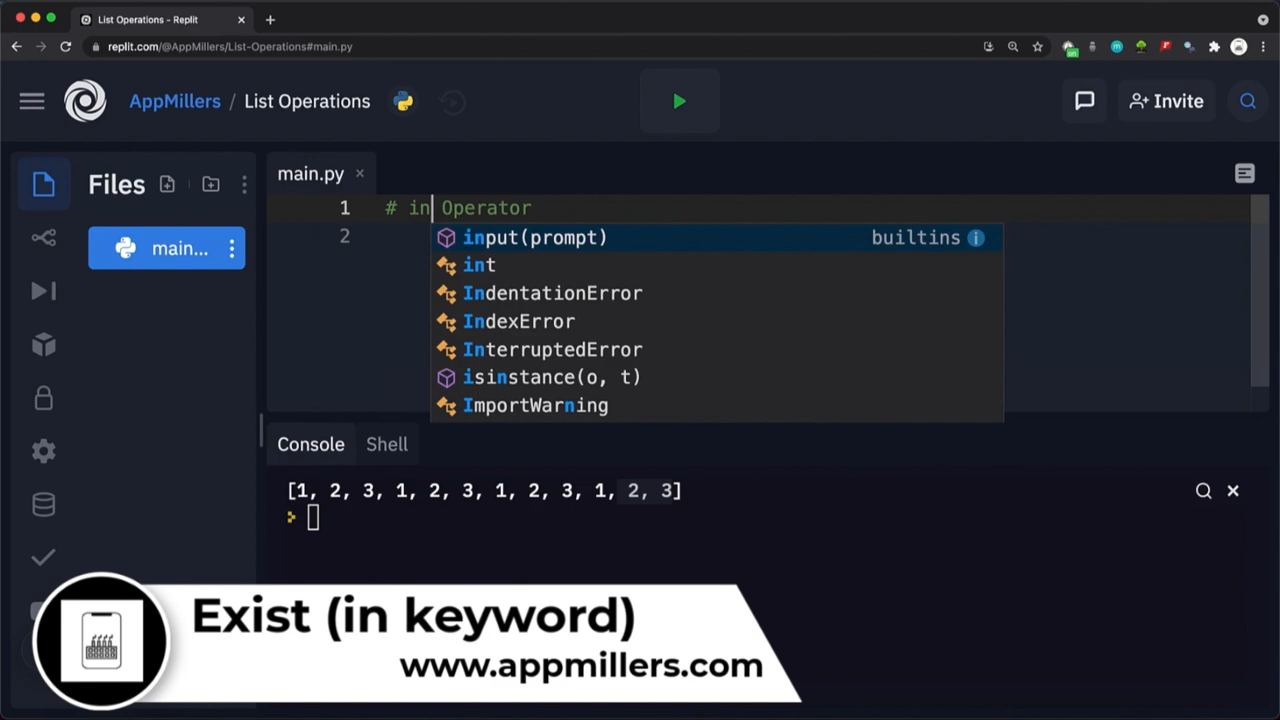 List Operations - Replit
replit.com/@AppMillers/List-Operations#main.py
AppMillers / List Operations
Invite
Files
main...
main.py
1 # in Operator
2
input(prompt) builtins
int
IndentationError
IndexError
InterruptedError
isinstance(o, t)
ImportWarning
Console Shell
[1, 2, 3, 1, 2, 3, 1, 2, 3, 1, 2, 3]
Exist (in keyword)
www.appmillers.com